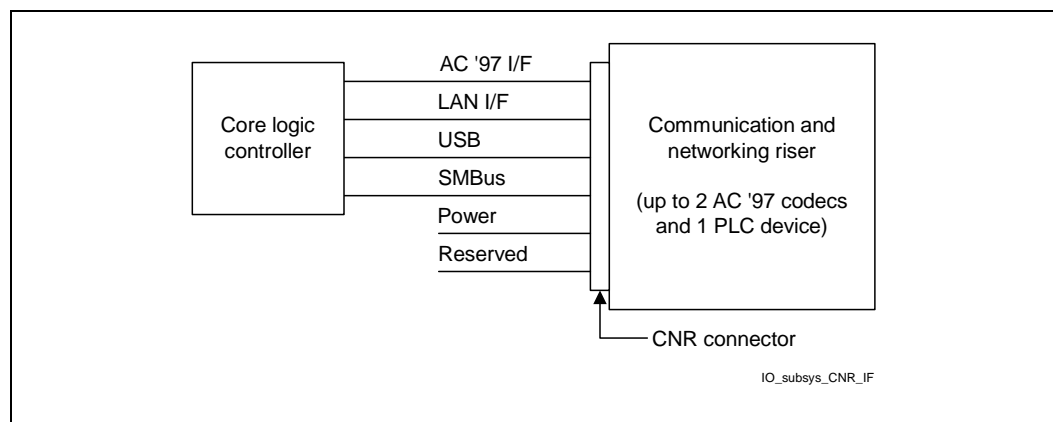 AC '97 I/F
LAN I/F
USB
SMBus
Power
Reserved
Core logic
controller
Communication and
networking riser
(up to 2 AC '97 codecs
and 1 PLC device)
CNR connector
IO_subsys_CNR_IF